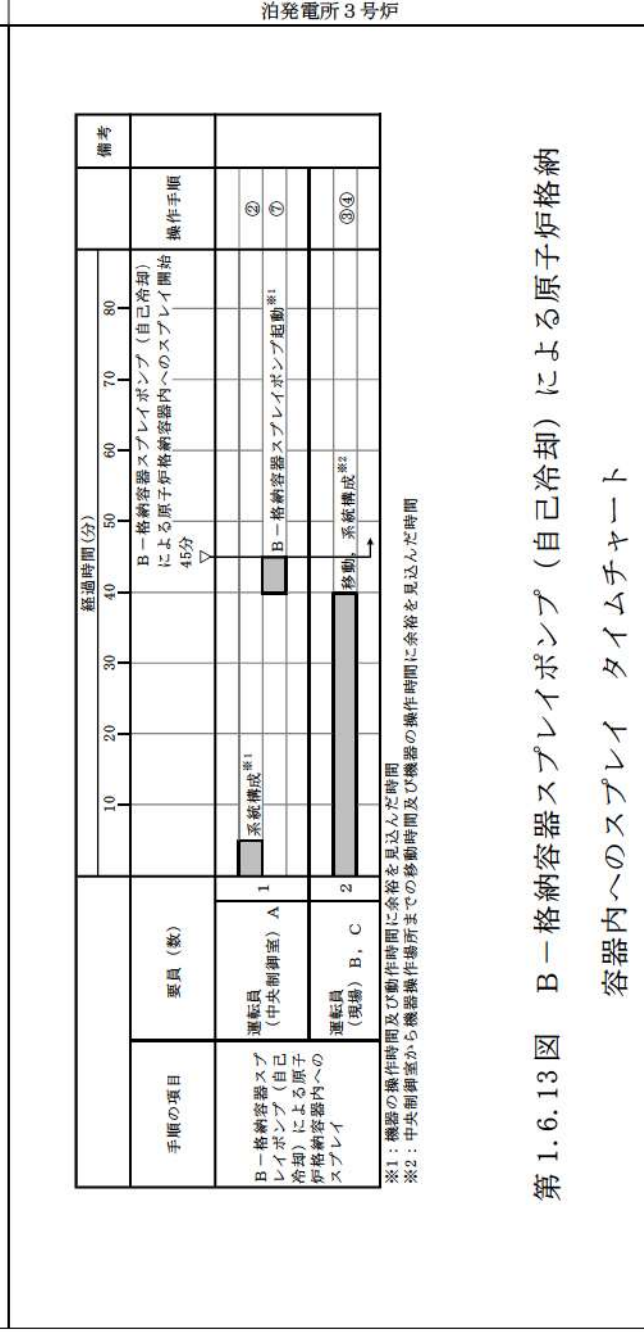 泊発電所３号炉
経過時間(分)
備考
10
20
30
40
50
60
70
80
手順の項目
要員（数）
操作手順
B－格納容器スプレイポンプ（自己冷却）
による原子炉格納容器内へのスプレイ開始
45分
▽
B－格納容器スプ
レイポンプ（自己
冷却）による原子
炉格納容器内への
スプレイ
運転員
（中央制御室）A
1
系統構成※1
②
B－格納容器スプレイポンプ起動※1
⑦
運転員
（現場）B，C
2
移動，系統構成※2
③④
※1：機器の操作時間及び動作時間に余裕を見込んだ時間
※2：中央制御室から機器操作場所までの移動時間及び機器の操作時間に余裕を見込んだ時間
第 1.6.13 図　B－格納容器スプレイポンプ（自己冷却）による原子炉格納
容器内へのスプレイ　タイムチャート